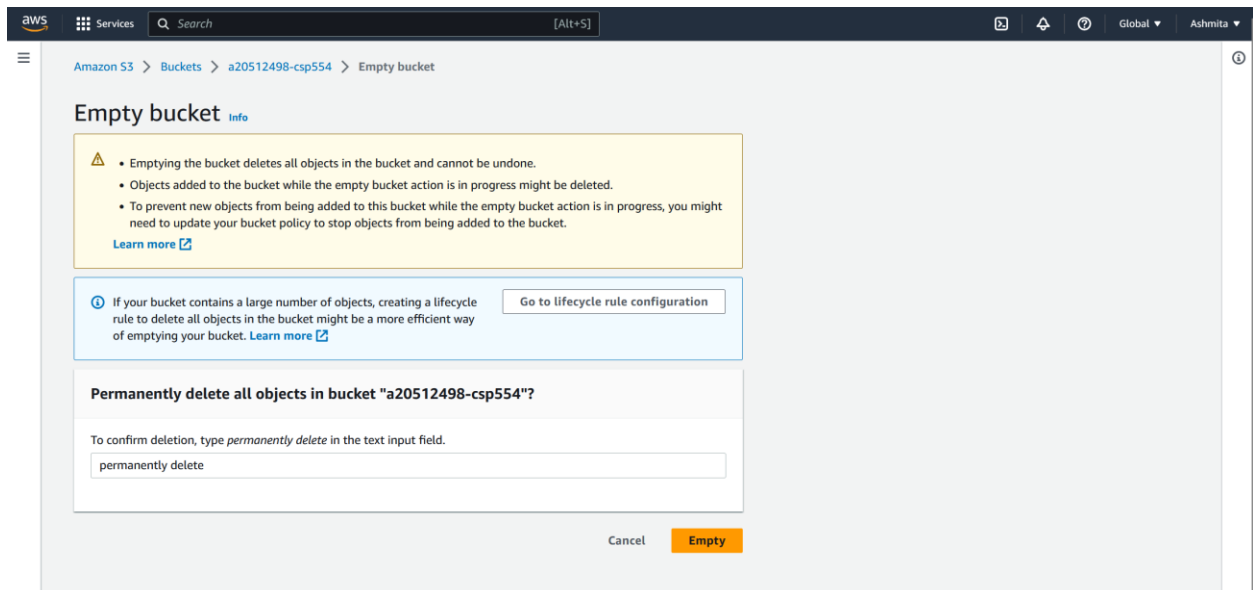 aws Services Search [Alt+S] Global ▼ Ashmita ▼
Amazon S3 > Buckets > a20512498-csp554 > Empty bucket
Empty bucket Info
• Emptying the bucket deletes all objects in the bucket and cannot be undone.
• Objects added to the bucket while the empty bucket action is in progress might be deleted.
• To prevent new objects from being added to this bucket while the empty bucket action is in progress, you might
need to update your bucket policy to stop objects from being added to the bucket.
Learn more
If your bucket contains a large number of objects, creating a lifecycle
rule to delete all objects in the bucket might be a more efficient way
of emptying your bucket. Learn more
Go to lifecycle rule configuration
Permanently delete all objects in bucket "a20512498-csp554"?
To confirm deletion, type permanently delete in the text input field.
permanently delete
Cancel Empty